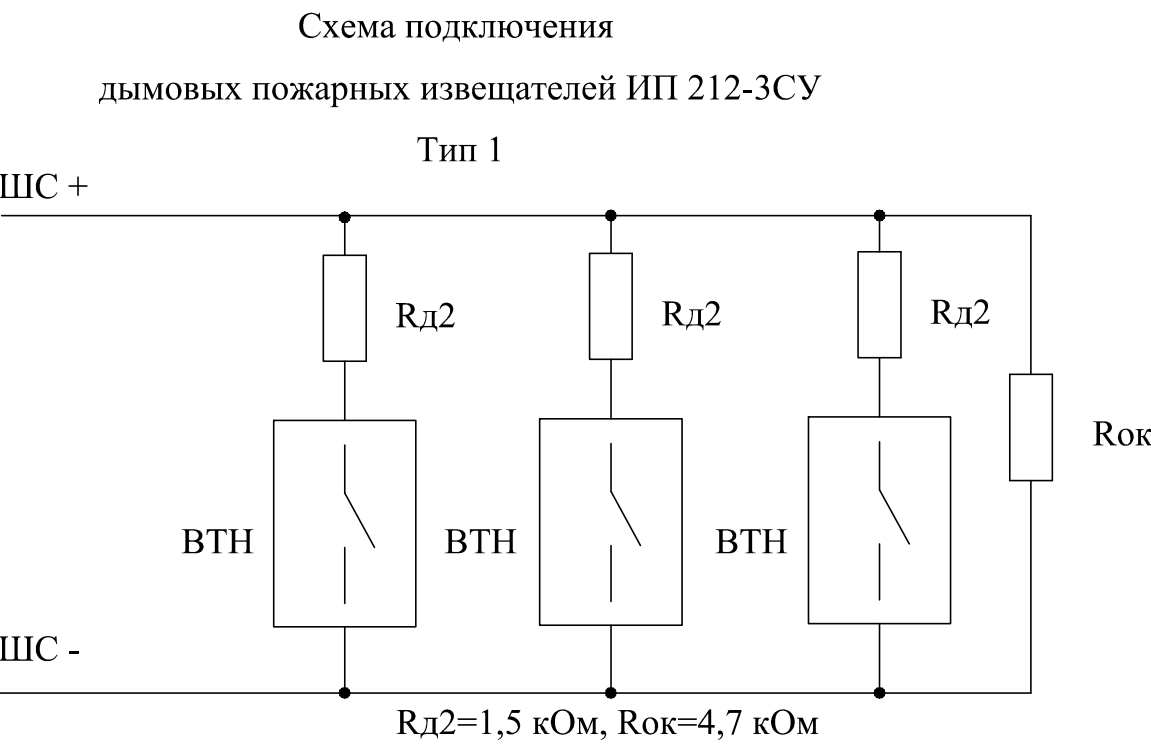 Схема подключения
дымовых пожарных извещателей ИП 212-3СУ
Тип 1
ШС +
Rд2
Rд2
Rд2
Rок
ВТН
ВТН
ВТН
ШС -
Rд2=1,5 кОм, Rок=4,7 кОм